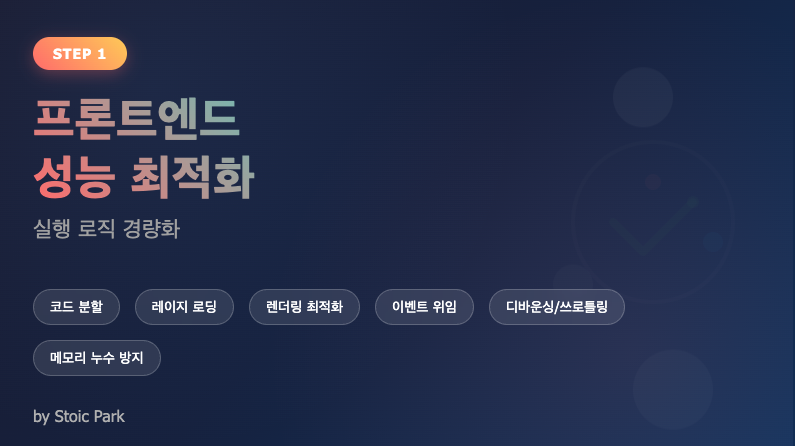 STEP 1
프론트엔드
성능 최적화
실행 로직 경량화
코드 분할 레이지 로딩 렌더링 최적화 이벤트 위임 디바운싱/쓰로틀링
메모리 누수 방지
by Stoic Park